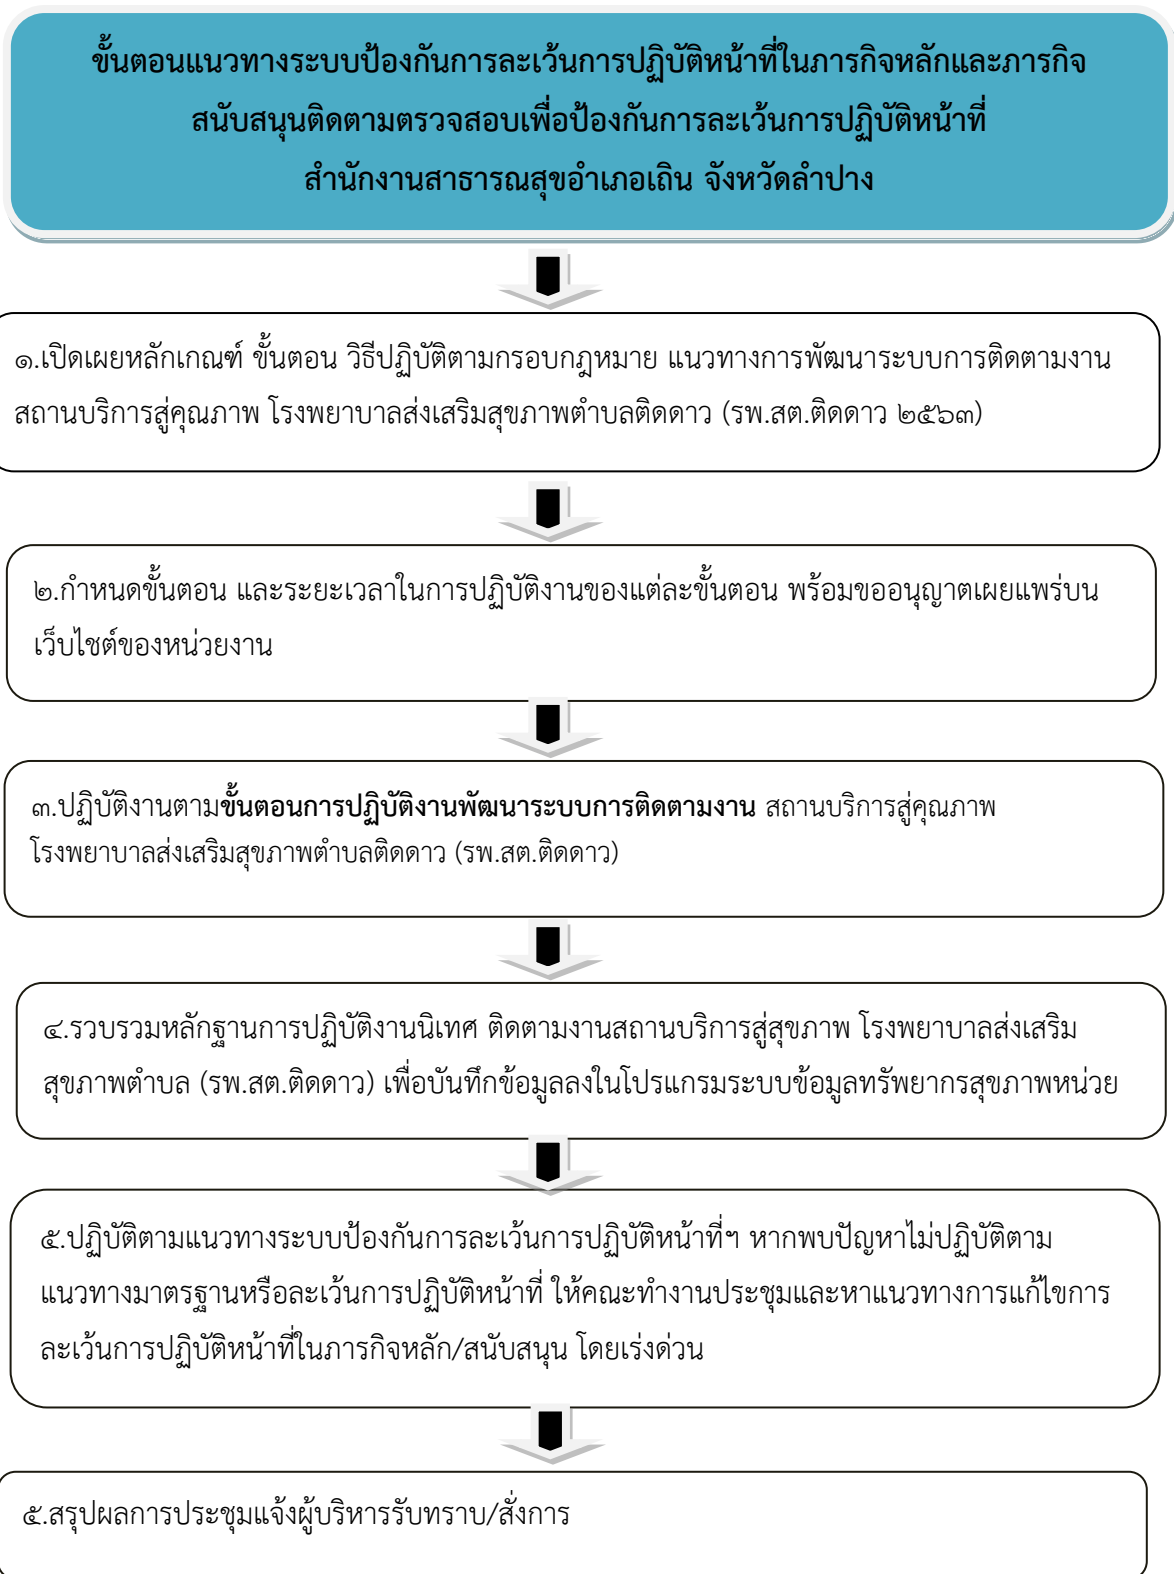 ขั้นตอนแนวทางระบบป้องกันการละเว้นการปฏิบัติหน้าที่ในภารกิจหลักและภารกิจ
สนับสนุนติดตามตรวจสอบเพื่อป้องกันการละเว้นการปฏิบัติหน้าที่
สำนักงานสาธารณสุขอำเภอเถิน จังหวัดลำปาง
๑.เปิดเผยหลักเกณฑ์ ขั้นตอน วิธีปฏิบัติตามกรอบกฎหมาย แนวทางการพัฒนาระบบการติดตามงาน
สถานบริการสู่คุณภาพ โรงพยาบาลส่งเสริมสุขภาพตำบลติดดาว (รพ.สต.ติดดาว ๒๕๖๓)
๒.กำหนดขั้นตอน และระยะเวลาในการปฏิบัติงานของแต่ละขั้นตอน พร้อมขออนุญาตเผยแพร่บน
เว็บไซต์ของหน่วยงาน
๓.ปฏิบัติงานตามขั้นตอนการปฏิบัติงานพัฒนาระบบการติดตามงาน สถานบริการสู่คุณภาพ
โรงพยาบาลส่งเสริมสุขภาพตำบลติดดาว (รพ.สต.ติดดาว)
๔.รวบรวมหลักฐานการปฏิบัติงานนิเทศ ติดตามงานสถานบริการสู่สุขภาพ โรงพยาบาลส่งเสริม
สุขภาพตำบล (รพ.สต.ติดดาว) เพื่อบันทึกข้อมูลลงในโปรแกรมระบบข้อมูลทรัพยากรสุขภาพหน่วย
๕.ปฏิบัติตามแนวทางระบบป้องกันการละเว้นการปฏิบัติหน้าที่ฯ หากพบปัญหาไม่ปฏิบัติตาม
แนวทางมาตรฐานหรือละเว้นการปฏิบัติหน้าที่ ให้คณะทำงานประชุมและหาแนวทางการแก้ไขการ
ละเว้นการปฏิบัติหน้าที่ในภารกิจหลัก/สนับสนุน โดยเร่งด่วน
๕.สรุปผลการประชุมแจ้งผู้บริหารรับทราบ/สั่งการ